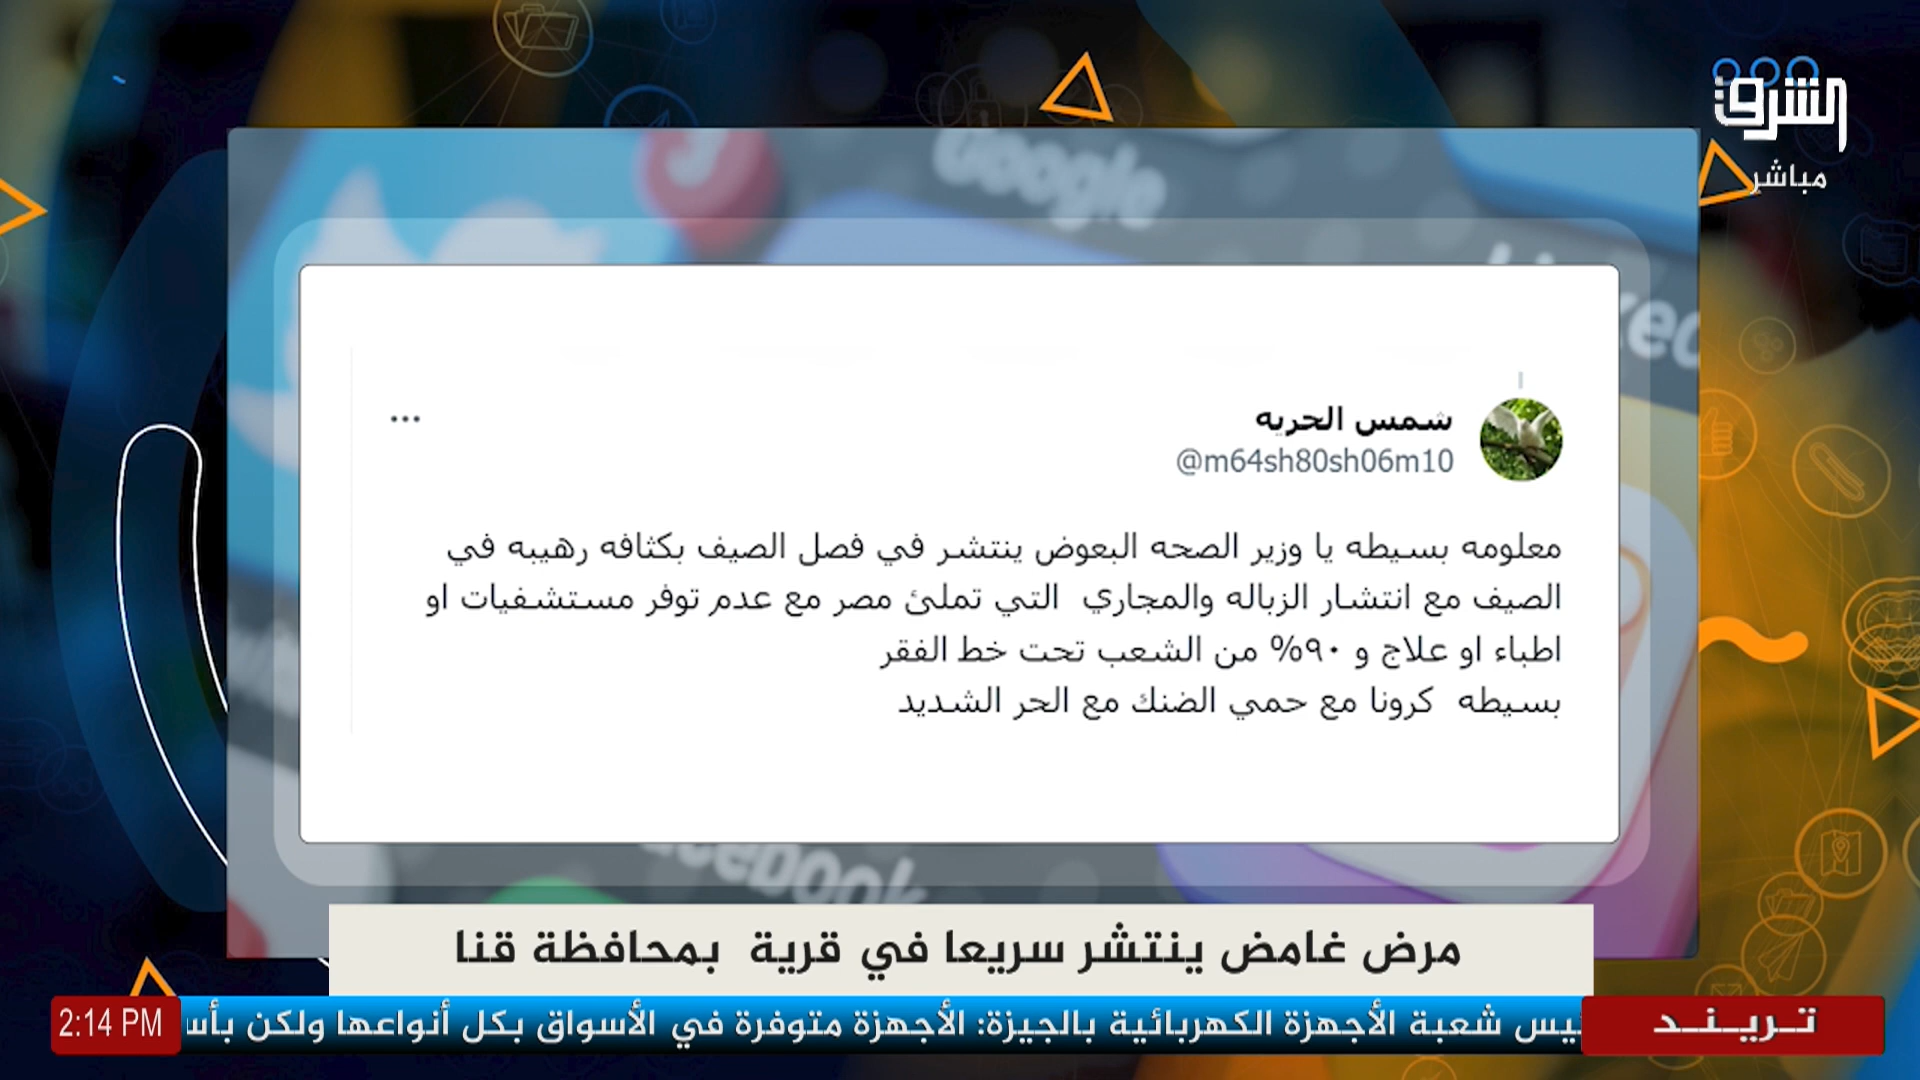 الشرق
مباشر
Google
شمس الحريه
@m64sh80sh06m10
معلومه بسيطه يا وزير الصحه البعوض ينتشر في فصل الصيف بكثافه رهيبه في
الصيف مع انتشار الزباله والمجاري التي تملئ مصر مع عدم توفر مستشفيات او
اطباء او علاج و ٩٠% من الشعب تحت خط الفقر
بسيطه كرونا مع حمي الضنك مع الحر الشديد
مرض غامض ينتشر سريعا في قرية بمحافظة قنا
تـريـنـد
شعبة الأجهزة الكهربائية بالجيزة: الأجهزة متوفرة في الأسواق بكل أنواعها ولكن
2:14 PM